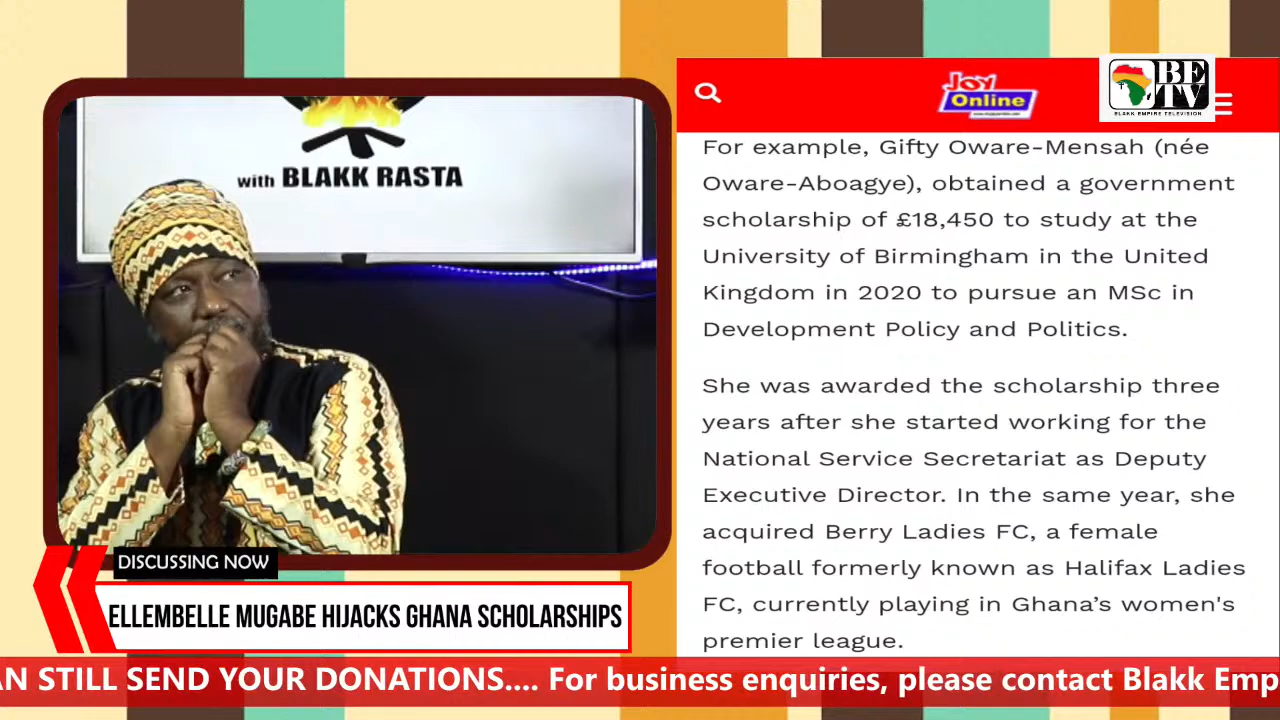 with BLAKK RASTA
DISCUSSING NOW
ELLEMBELLE MUGABE HIJACKS GHANA SCHOLARSHIPS
Joy
Online
BE
TV
BLAKK EMPIRE TELEVISION
For example, Gifty Oware-Mensah (née
Oware-Aboagye), obtained a government
scholarship of £18,450 to study at the
University of Birmingham in the United
Kingdom in 2020 to pursue an MSc in
Development Policy and Politics.
She was awarded the scholarship three
years after she started working for the
National Service Secretariat as Deputy
Executive Director. In the same year, she
acquired Berry Ladies FC, a female
football formerly known as Halifax Ladies
FC, currently playing in Ghana’s women's
premier league.
AN STILL SEND YOUR DONATIONS.... For business enquiries, please contact Blakk Emp